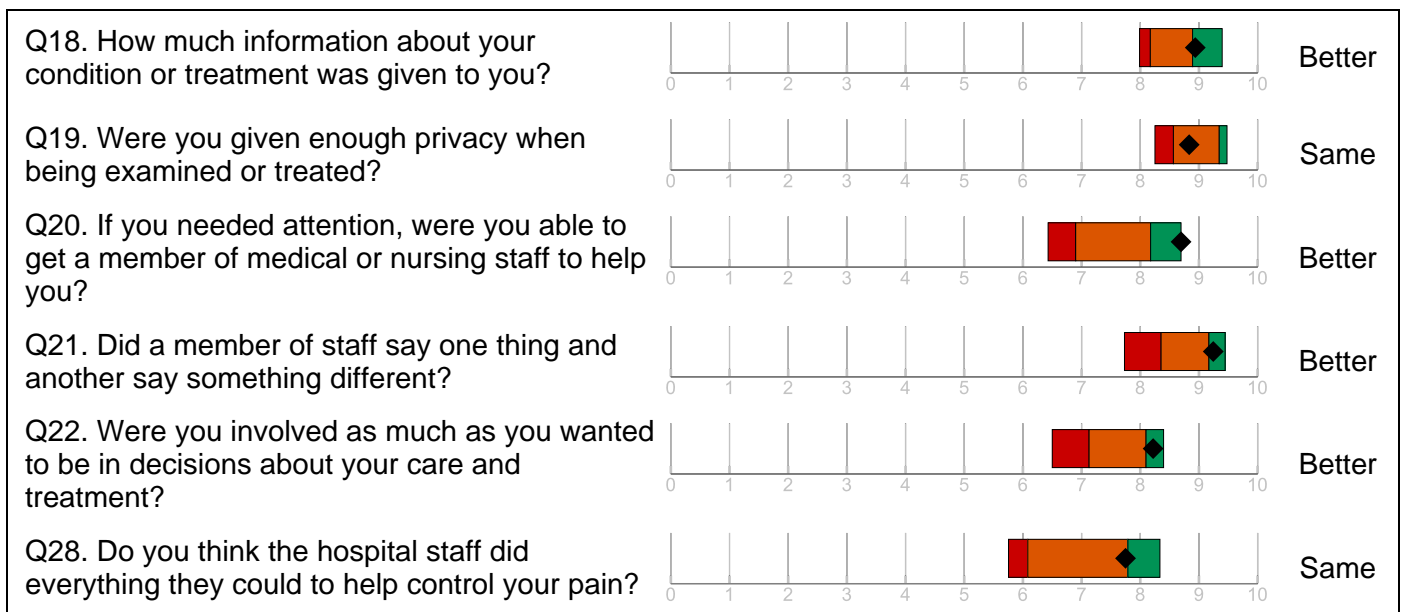 Q18. How much information about your
condition or treatment was given to you?
0 1 2 3 4 5 6 7 8 9 10
Better
Q19. Were you given enough privacy when
being examined or treated?
0 1 2 3 4 5 6 7 8 9 10
Same
Q20. If you needed attention, were you able to
get a member of medical or nursing staff to help
you?
0 1 2 3 4 5 6 7 8 9 10
Better
Q21. Did a member of staff say one thing and
another say something different?
0 1 2 3 4 5 6 7 8 9 10
Better
Q22. Were you involved as much as you wanted
to be in decisions about your care and
treatment?
0 1 2 3 4 5 6 7 8 9 10
Better
Q28. Do you think the hospital staff did
everything they could to help control your pain?
0 1 2 3 4 5 6 7 8 9 10
Same